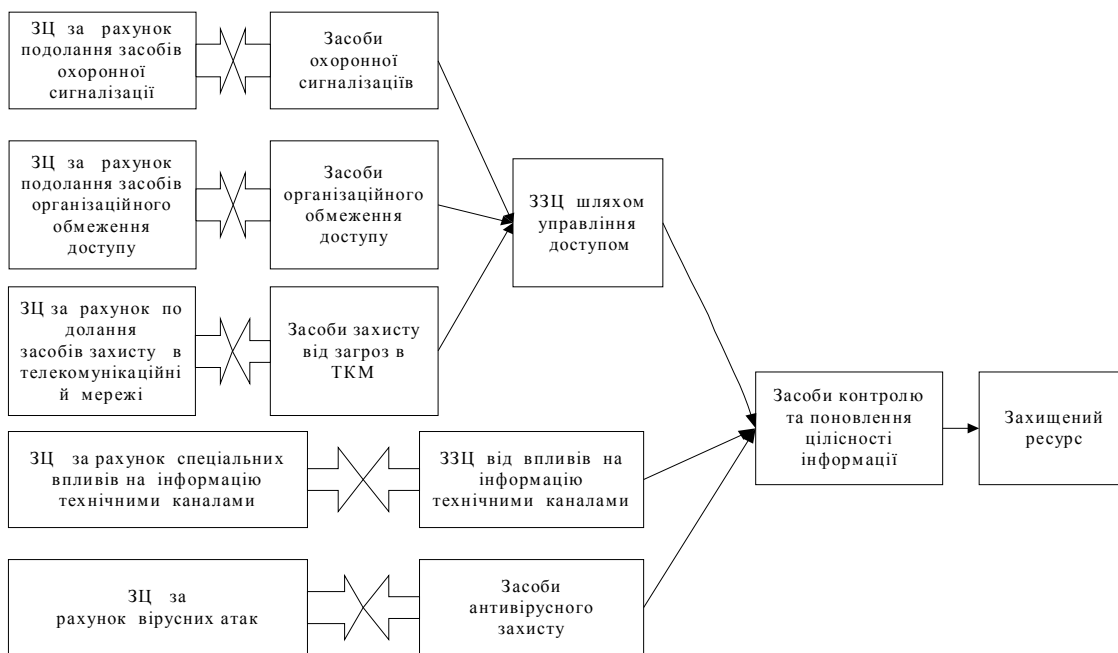 ЗЦ за рахунок
подолання засобів
охоронної
сигналізації
Засоби
охоронної
сигналізаціїв
ЗЦ за рахунок
подолання засобів
організаційного
обмеження
доступу
Засоби
організаційного
обмеження
доступу
ЗЗЦ шляхом
управління
доступом
ЗЦ за рахунок по
долання
засобів захисту в
телекомунікаційні
й мережі
Засоби захисту
від загроз в
ТКМ
Засоби контролю
та поновлення
цілісності
інформації
Захищений
ресурс
ЗЦ за рахунок спеціальних
впливів на інформацію
технічними каналами
ЗЗЦ від впливів на
інформацію
технічними каналами
ЗЦ за
рахунок вірусних атак
Засоби
антивірусного
захисту